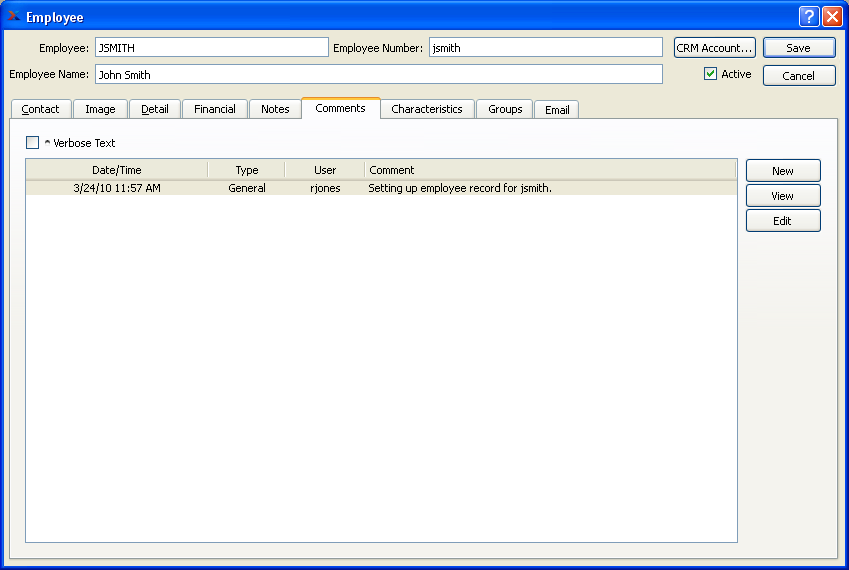 Employee
Employee: JSMITH Employee Number: jsmith CRM Account... Save
Employee Name: John Smith Active Cancel
Contact Image Detail Financial Notes Comments Characteristics Groups Email
^ Verbose Text
Date/Time Type User Comment New
3/24/10 11:57 AM General rjones Setting up employee record for jsmith.
View
Edit